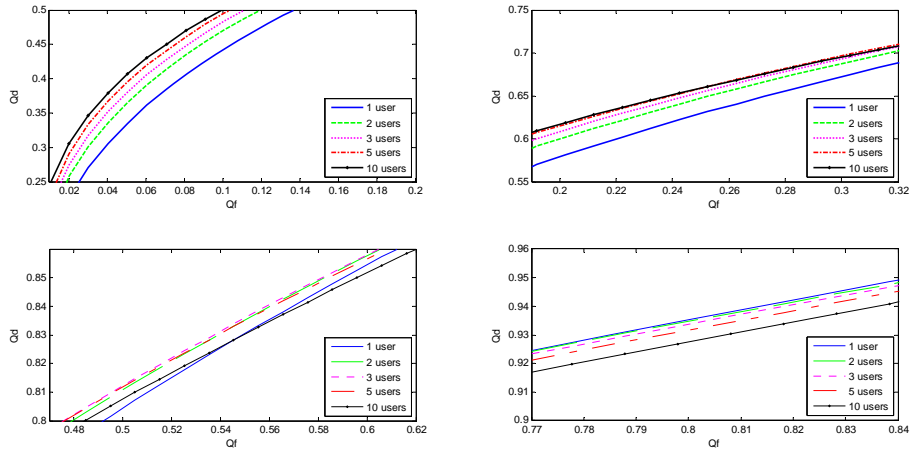 0.5
0.45
0.4
0.35
0.3
0.25
Qd
0.02 0.04 0.06 0.08 0.1 0.12 0.14 0.16 0.18 0.2 0.2
Qf
1 user
2 users
3 users
5 users
10 users
0.75
0.7
0.65
0.6
0.55
Qd
0.2 0.22 0.24 0.26 0.28 0.3 0.32
Qf
1 user
2 users
3 users
5 users
10 users
0.85
0.84
0.83
0.82
0.81
0.8
Qd
0.48 0.5 0.52 0.54 0.56 0.58 0.6 0.62
Qf
1 user
2 users
3 users
5 users
10 users
0.96
0.95
0.94
0.93
0.92
0.91
0.9
Qd
0.77 0.78 0.79 0.8 0.81 0.82 0.83 0.84
Qf
1 user
2 users
3 users
5 users
10 users